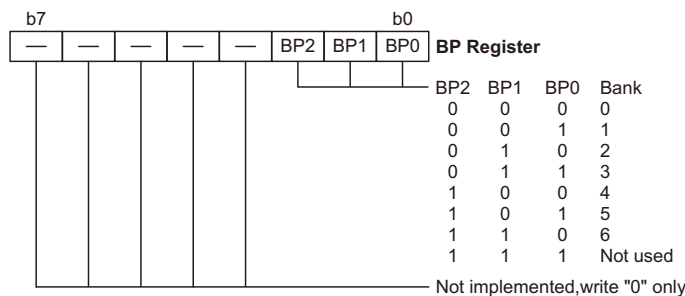 b7 b0
— — — — — BP2 BP1 BP0 BP Register
BP2 BP1 BP0 Bank
0 0 0 0
0 0 1 1
0 1 0 2
0 1 1 3
1 0 0 4
1 0 1 5
1 1 0 6
1 1 1 Not used
Not implemented,write "0" only